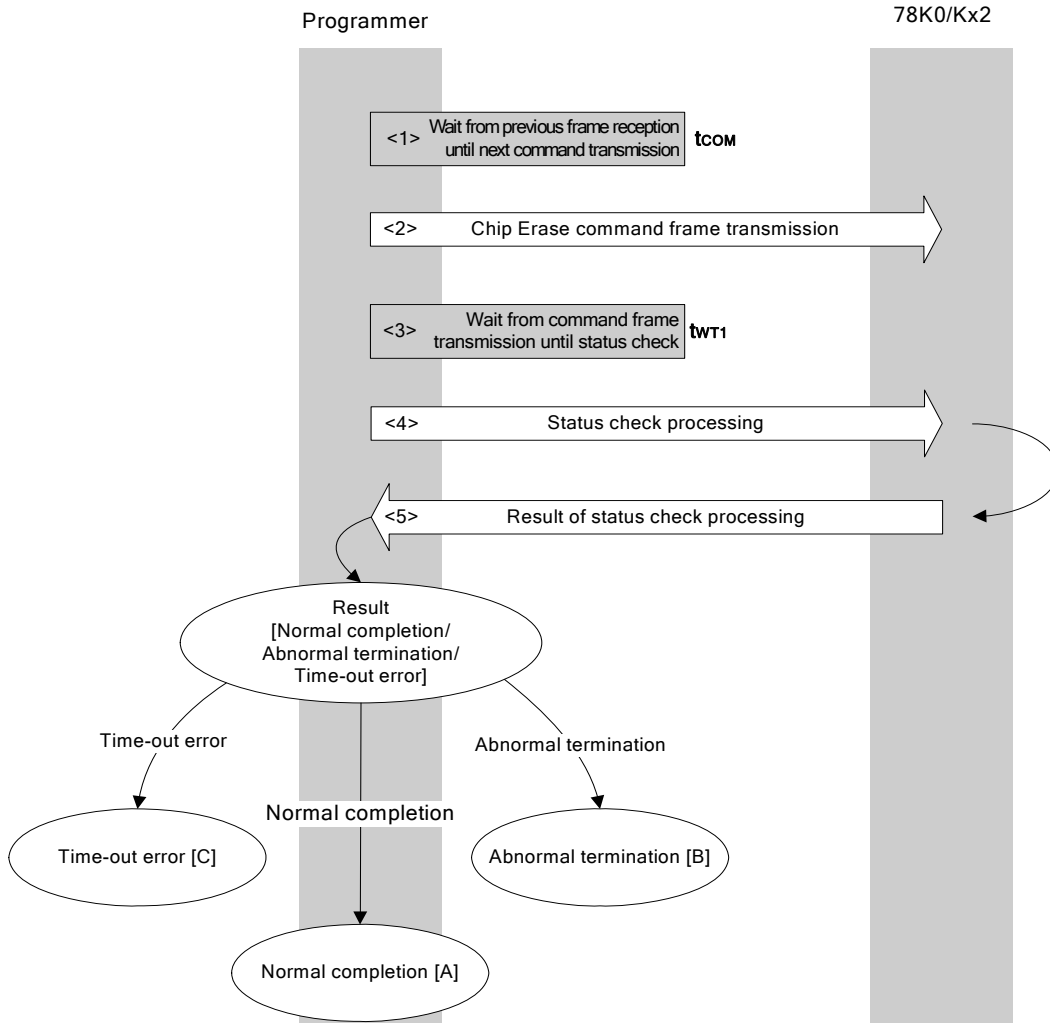 Programmer
78K0/Kx2
<1>
Wait from previous frame reception
until next command transmission
tCOM
<2>
Chip Erase command frame transmission
<3>
Wait from command frame
transmission until status check
tWT1
<4>
Status check processing
<5>
Result of status check processing
Result
[Normal completion/
Abnormal termination/
Time-out error]
Time-out error
Abnormal termination
Normal completion
Time-out error [C]
Abnormal termination [B]
Normal completion [A]